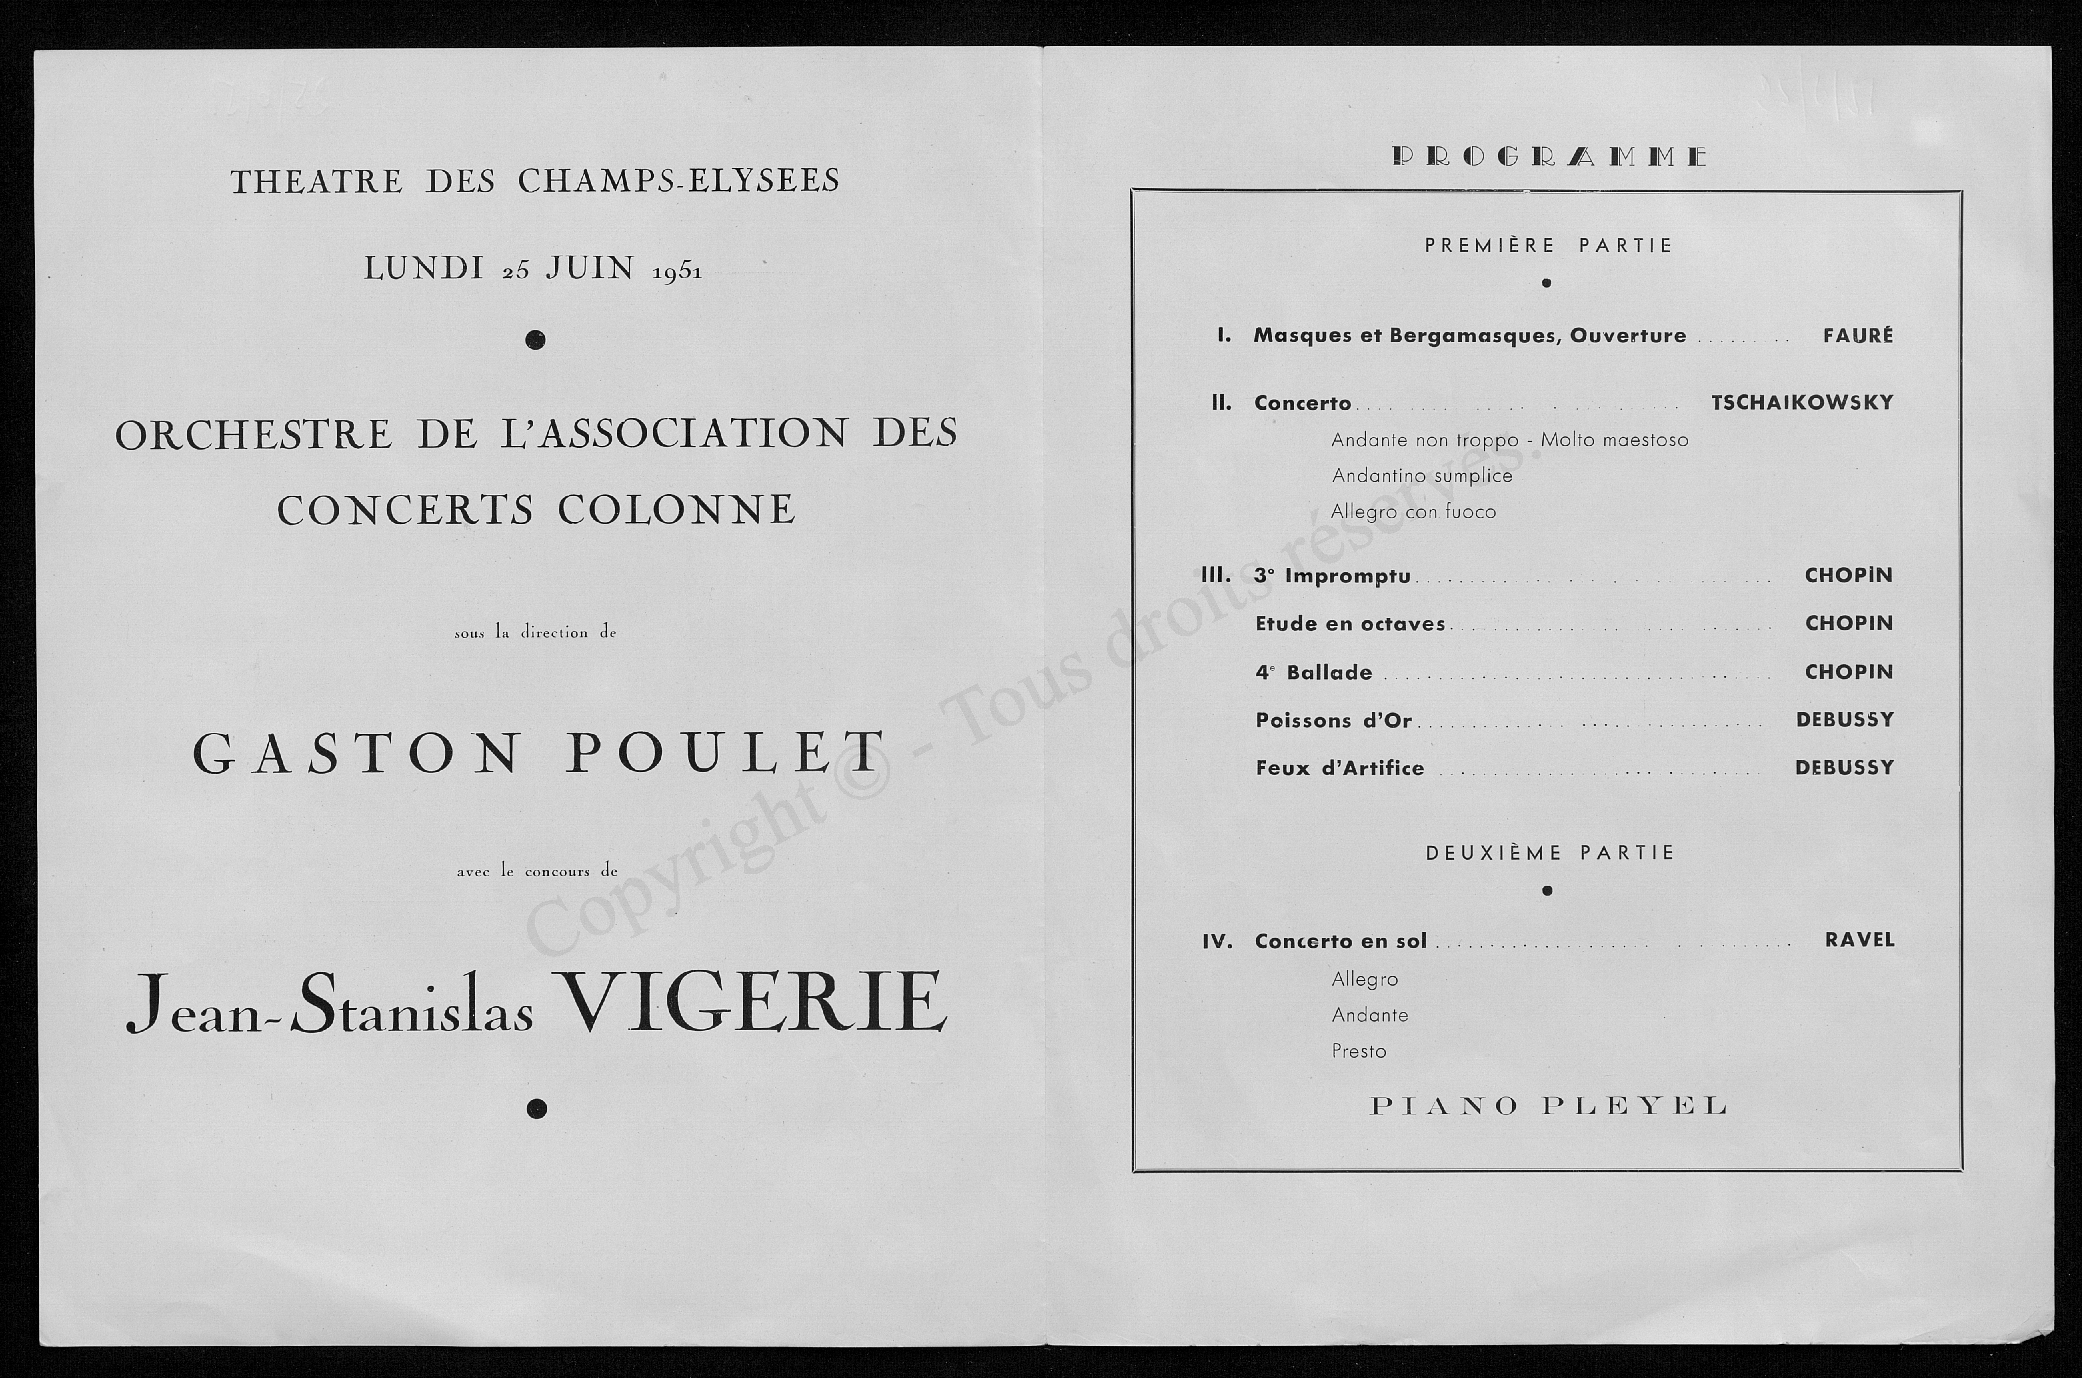 THEATRE DES CHAMPS-ELYSEES
LUNDI 25 JUIN 1951
ORCHESTRE DE L'ASSOCIATION DES
CONCERTS COLONNE
sous la direction de
GASTON POULET
avec le concours de
Jean-Stanislas VIGERIE
PROGRAMME
PREMIÈRE PARTIE
I. Masques et Bergamasques, Ouverture ........ FAURÉ
II. Concerto ........ TSCHAIKOWSKY
Andante non troppo - Molto maestoso
Andantino sumplice
Allegro con fuoco
III. 3e Impromptu ........ CHOPIN
Etude en octaves ........ CHOPIN
4e Ballade ........ CHOPIN
Poissons d'Or ........ DEBUSSY
Feux d'Artifice ........ DEBUSSY
DEUXIÈME PARTIE
IV. Concerto en sol ........ RAVEL
Allegro
Andante
Presto
PIANO PLEYEL
Copyright © - Tous droits réservés.